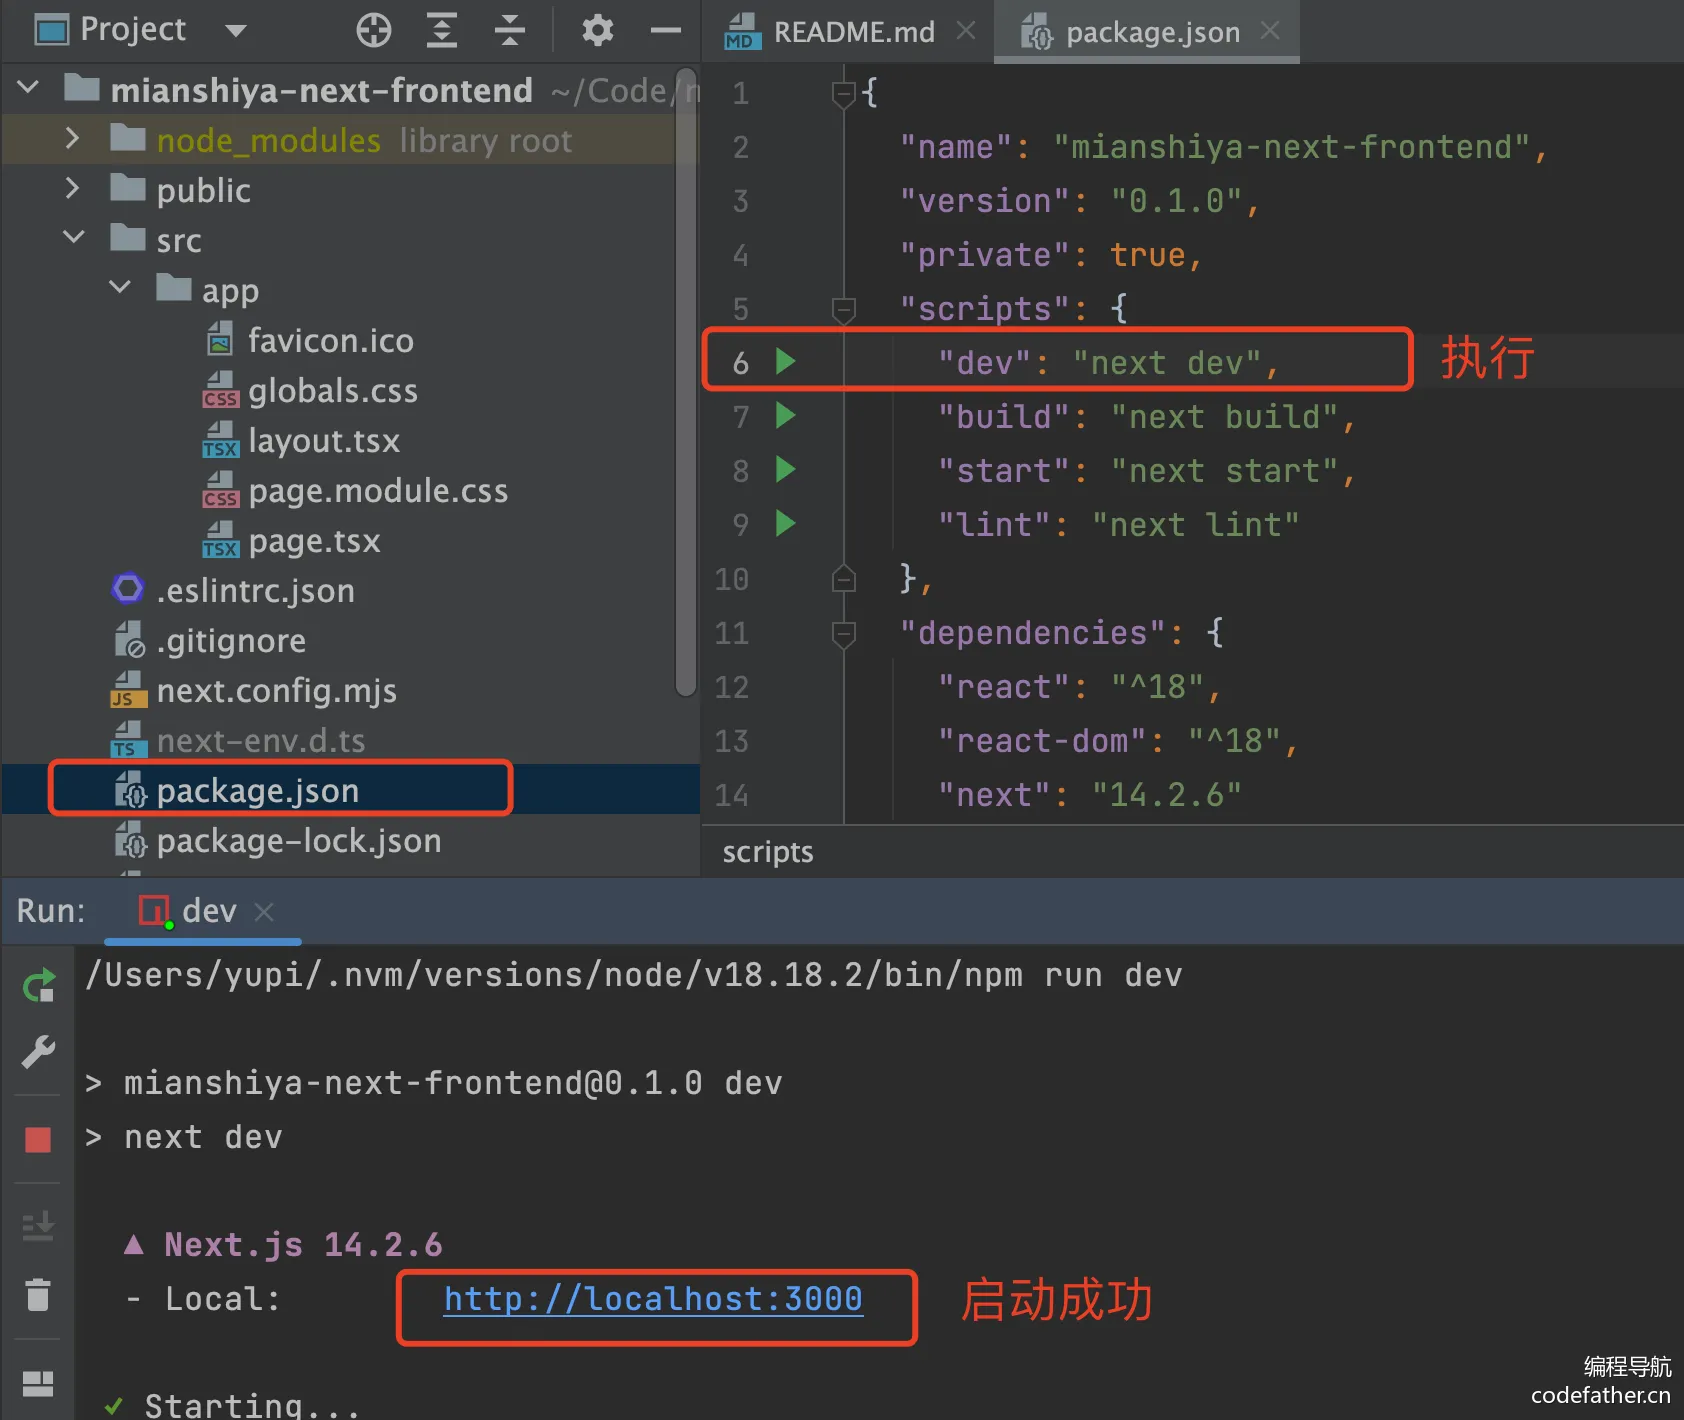 Project
mianshiya-next-frontend ~/Code/
node_modules library root
public
src
app
favicon.ico
globals.css
layout.tsx
page.module.css
page.tsx
.eslintrc.json
.gitignore
next.config.mjs
next-env.d.ts
package.json
package-lock.json
README.md
package.json
1 {
2 "name": "mianshiya-next-frontend",
3 "version": "0.1.0",
4 "private": true,
5 "scripts": {
6 "dev": "next dev", 执行
7 "build": "next build",
8 "start": "next start",
9 "lint": "next lint"
10 },
11 "dependencies": {
12 "react": "^18",
13 "react-dom": "^18",
14 "next": "14.2.6"
scripts
Run: dev
/Users/yupi/.nvm/versions/node/v18.18.2/bin/npm run dev
> mianshiya-next-frontend@0.1.0 dev
> next dev
▲ Next.js 14.2.6
- Local: http://localhost:3000 启动成功
✓ Starting...
编程导航
codefather.cn